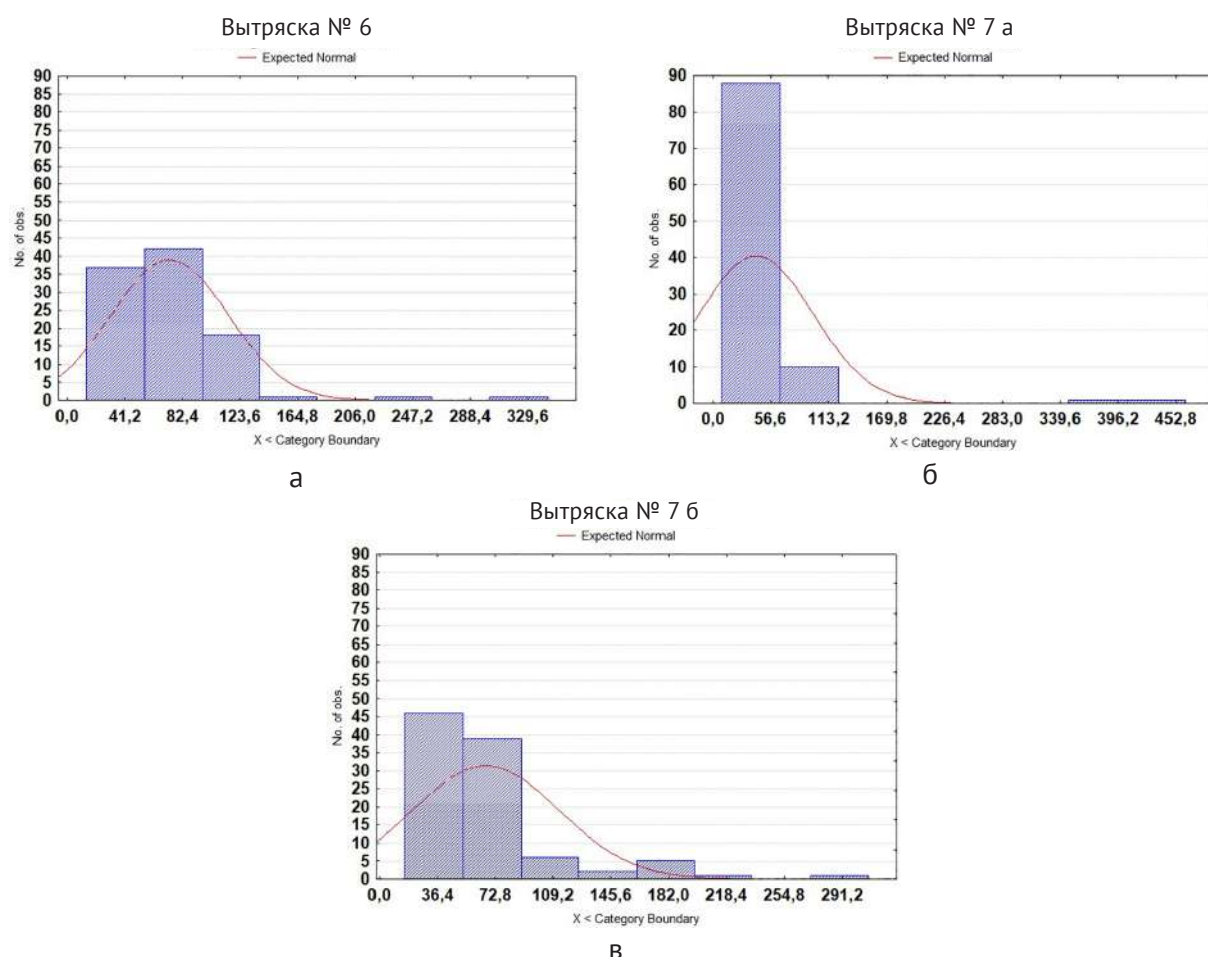 Вытряска № 6
Expected Normal
No. of obs.
90
85
80
75
70
65
60
55
50
45
40
35
30
25
20
15
10
5
0
0,0 41,2 82,4 123,6 164,8 206,0 247,2 288,4 329,6
X < Category Boundary
а
Вытряска № 7 а
Expected Normal
No. of obs.
90
80
70
60
50
40
30
20
10
0
0,0 56,6 113,2 169,8 226,4 283,0 339,6 396,2 452,8
X < Category Boundary
б
Вытряска № 7 б
Expected Normal
No. of obs.
90
85
80
75
70
65
60
55
50
45
40
35
30
25
20
15
10
5
0
0,0 36,4 72,8 109,2 145,6 182,0 218,4 254,8 291,2
X < Category Boundary
в